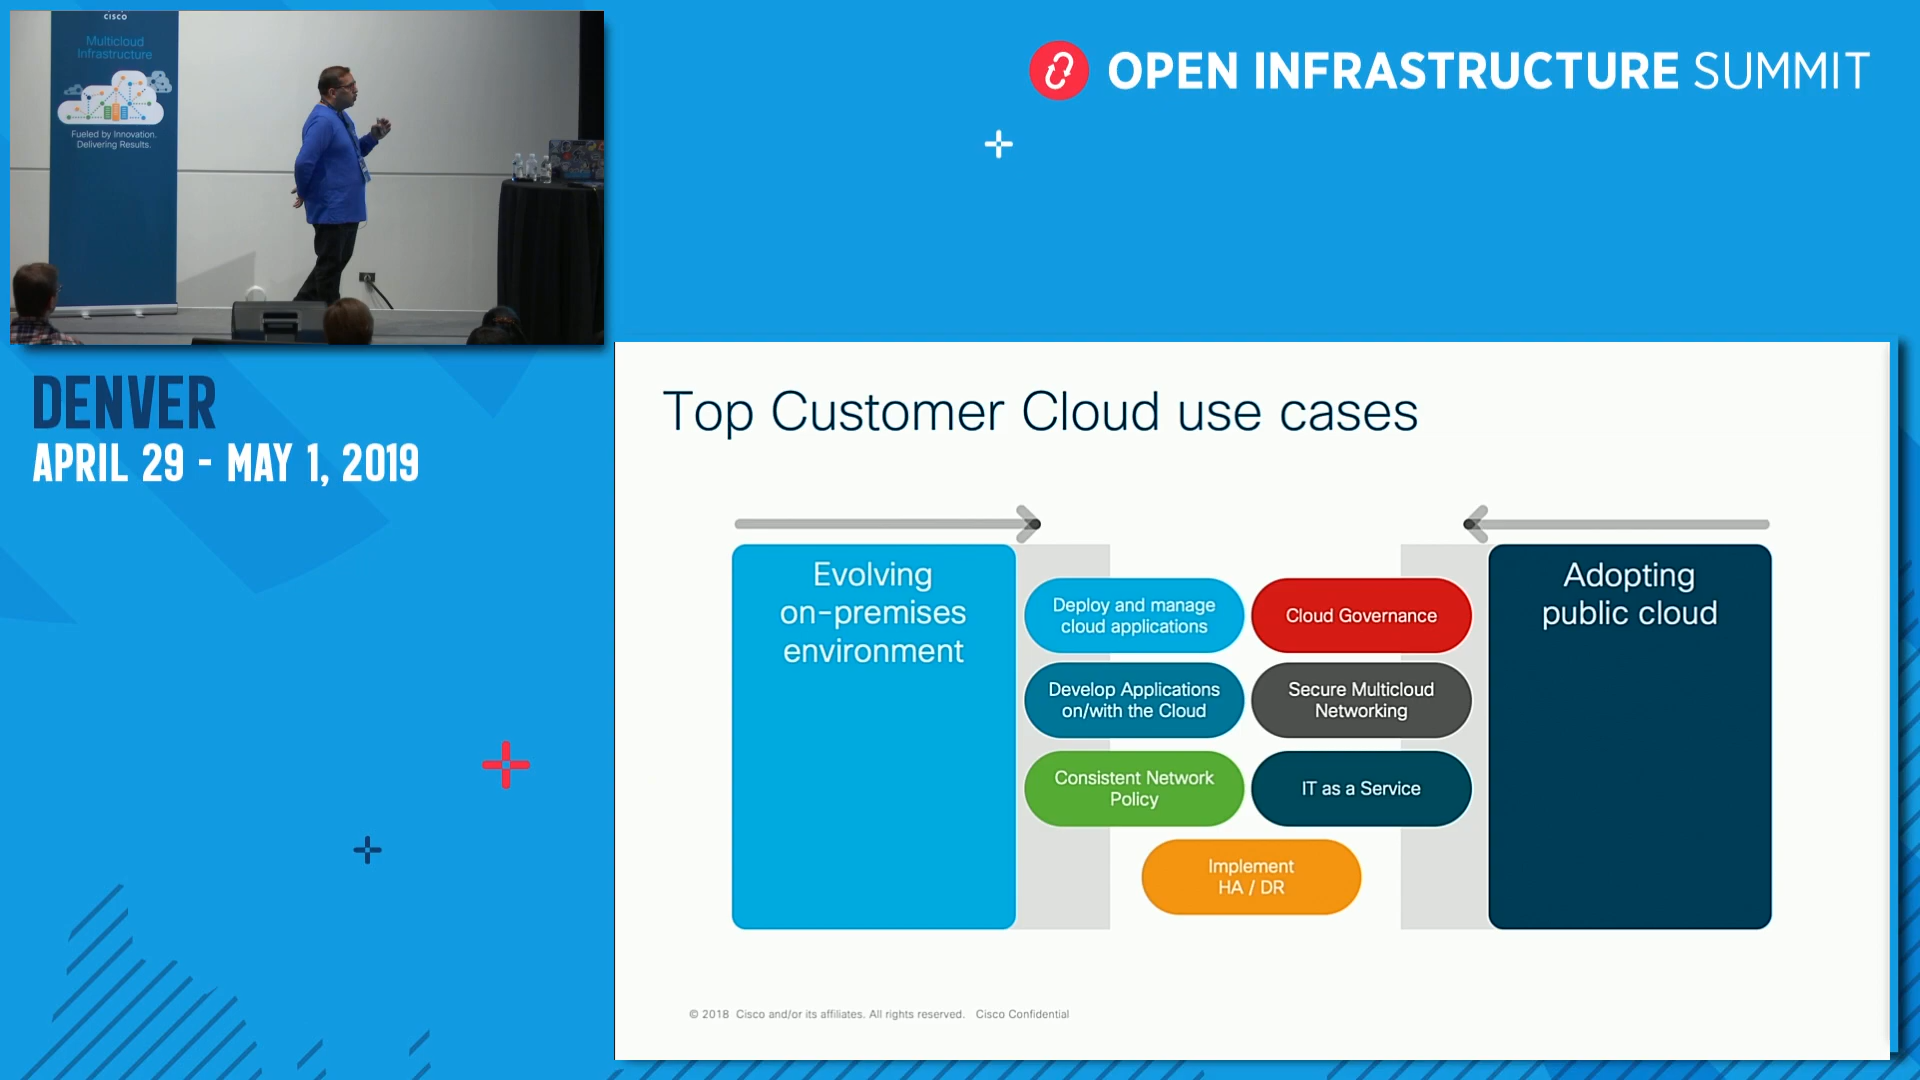 CISCO
Multicloud
Infrastructure
Fueled by Innovation.
Delivering Results.
OPEN INFRASTRUCTURE SUMMIT
DENVER
APRIL 29 - MAY 1, 2019
Top Customer Cloud use cases
Evolving
on-premises
environment
Deploy and manage
cloud applications
Cloud Governance
Develop Applications
on/with the Cloud
Secure Multicloud
Networking
Consistent Network
Policy
IT as a Service
Implement
HA / DR
Adopting
public cloud
© 2018 Cisco and/or its affiliates. All rights reserved. Cisco Confidential